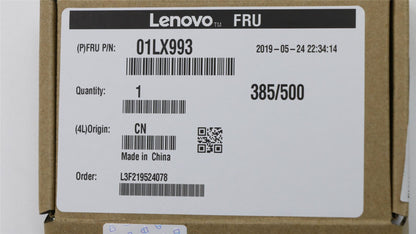 Lenovo™ FRU
(P)FRU P/N: 01LX993 2019-05-24 22:34:14
Quantity: 1 385/500
(4L)Origin: CN
Made in China
Order: L3F219524078